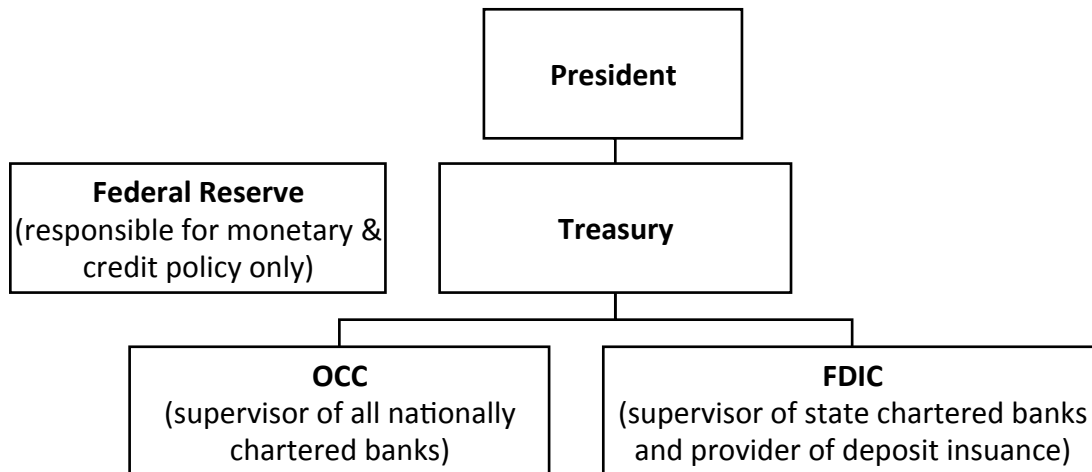 President
Federal Reserve
(responsible for monetary &
credit policy only)
Treasury
OCC
(supervisor of all nationally
chartered banks)
FDIC
(supervisor of state chartered banks
and provider of deposit insuance)